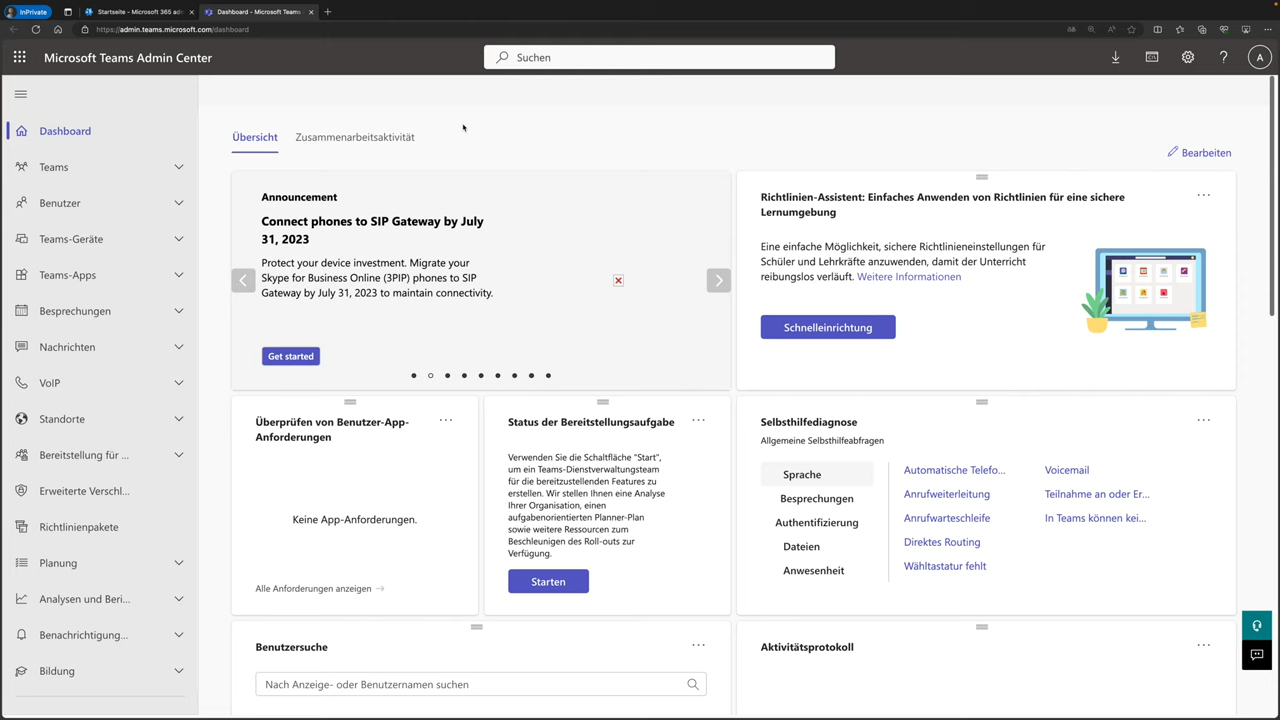 InPrivate
Startseite - Microsoft 365 adm
Dashboard - Microsoft Teams
https://admin.teams.microsoft.com/dashboard
Microsoft Teams Admin Center
Suchen
A
Dashboard
Teams
Benutzer
Teams-Geräte
Teams-Apps
Besprechungen
Nachrichten
VoIP
Standorte
Bereitstellung für ...
Erweiterte Verschl...
Richtlinienpakete
Planung
Analysen und Beri...
Benachrichtigung...
Bildung
Übersicht
Zusammenarbeitsaktivität
Bearbeiten
Announcement
Connect phones to SIP Gateway by July
31, 2023
Protect your device investment. Migrate your
Skype for Business Online (3PIP) phones to SIP
Gateway by July 31, 2023 to maintain connectivity.
Get started
Richtlinien-Assistent: Einfaches Anwenden von Richtlinien für eine sichere
Lernumgebung
Eine einfache Möglichkeit, sichere Richtlinieneinstellungen für
Schüler und Lehrkräfte anzuwenden, damit der Unterricht
reibungslos verläuft. Weitere Informationen
Schnelleinrichtung
Überprüfen von Benutzer-App-
Anforderungen
Keine App-Anforderungen.
Alle Anforderungen anzeigen
Status der Bereitstellungsaufgabe
Verwenden Sie die Schaltfläche "Start",
um ein Teams-Dienstverwaltungsteam
für die bereitzustellenden Features zu
erstellen. Wir stellen Ihnen eine Analyse
Ihrer Organisation, einen
aufgabenorientierten Planner-Plan
sowie weitere Ressourcen zum
Beschleunigen des Roll-outs zur
Verfügung.
Starten
Selbsthilfediagnose
Allgemeine Selbsthilfeabfragen
Sprache
Besprechungen
Authentifizierung
Dateien
Anwesenheit
Automatische Telefo...
Anrufweiterleitung
Anrufwarteschleife
Direktes Routing
Wähltastatur fehlt
Voicemail
Teilnahme an oder Er...
In Teams können kei...
Benutzersuche
Nach Anzeige- oder Benutzernamen suchen
Aktivitätsprotokoll